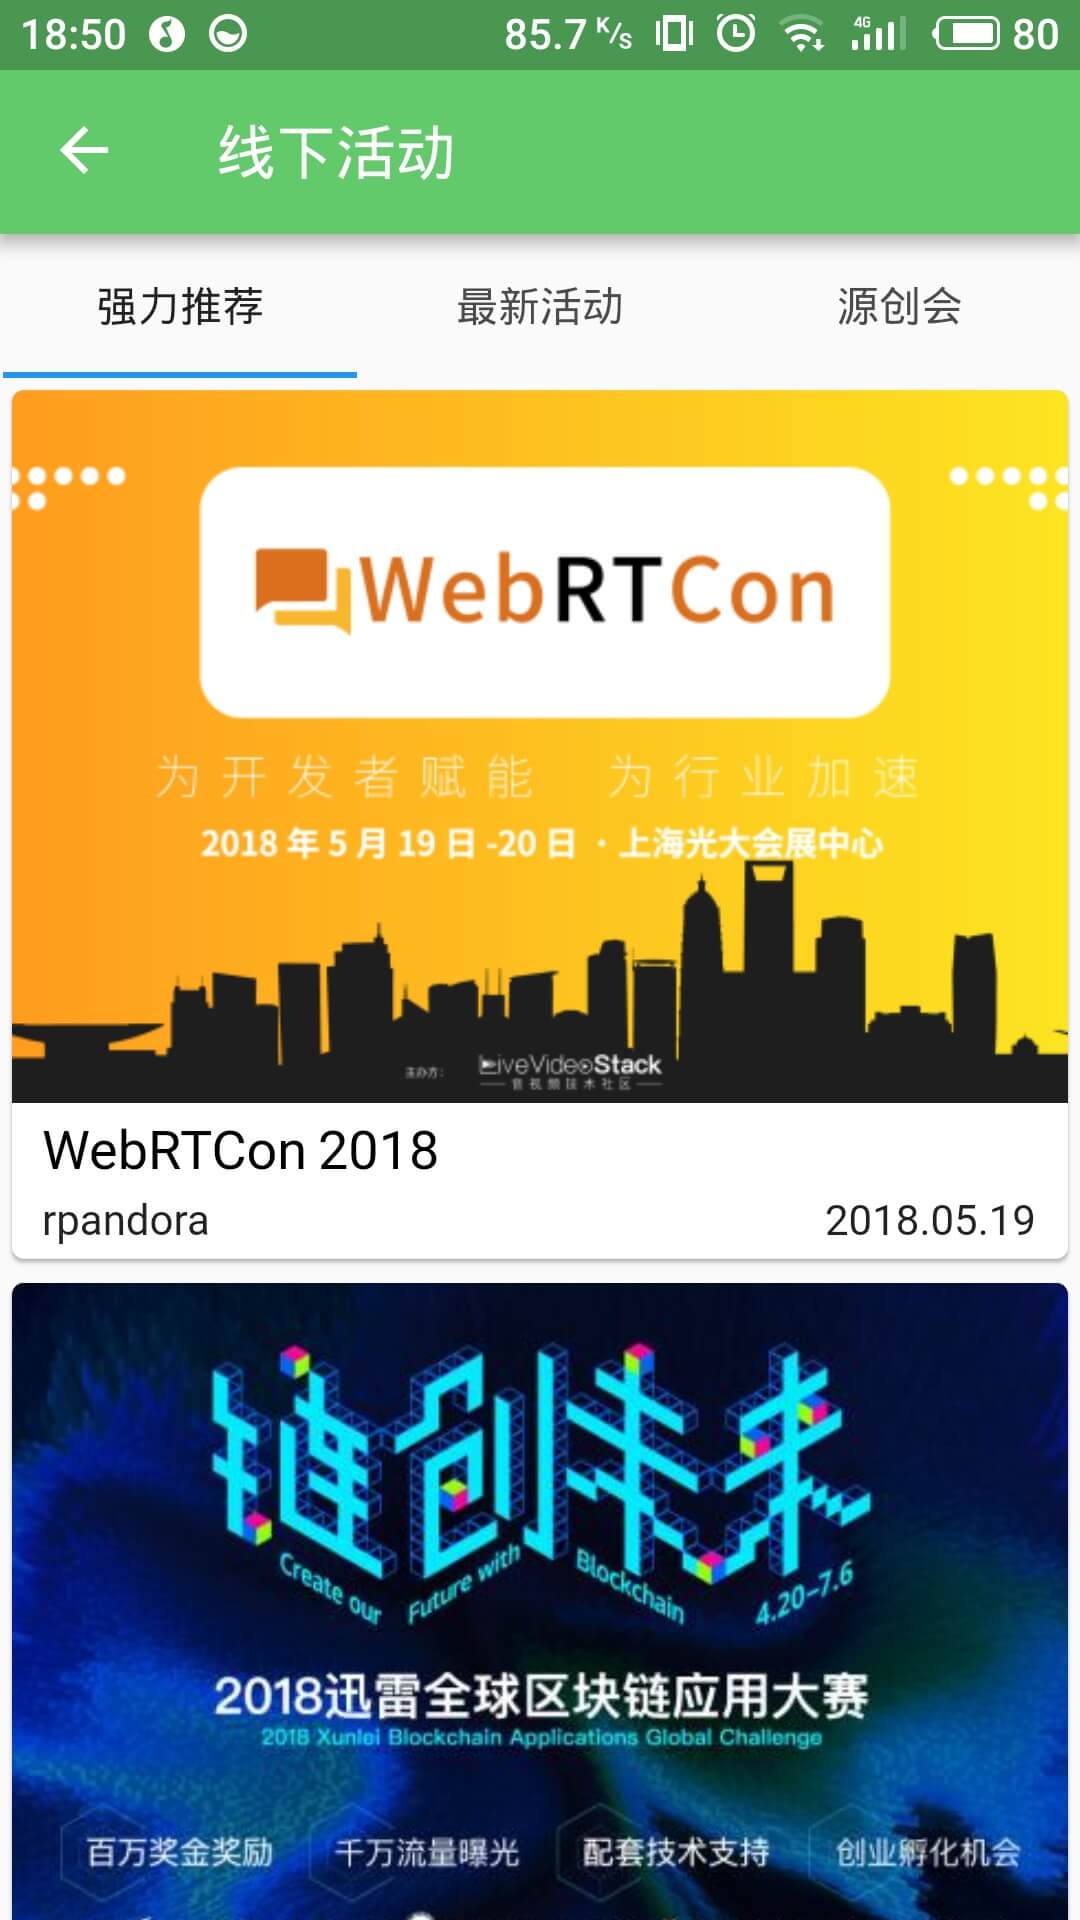 18:50 85.7 K/s 4G 80
线下活动
强力推荐 最新活动 源创会
WebRTCon
为开发者赋能 为行业加速
2018年5月19日-20日 · 上海光大会展中心
主办方: LiveVideoStack
音视频技术社区
WebRTCon 2018
rpandora 2018.05.19
链创未来
Create our Future with Blockchain 4.20-7.6
2018迅雷全球区块链应用大赛
2018 Xunlei Blockchain Applications Global Challenge
百万奖金奖励 千万流量曝光 配套技术支持 创业孵化机会